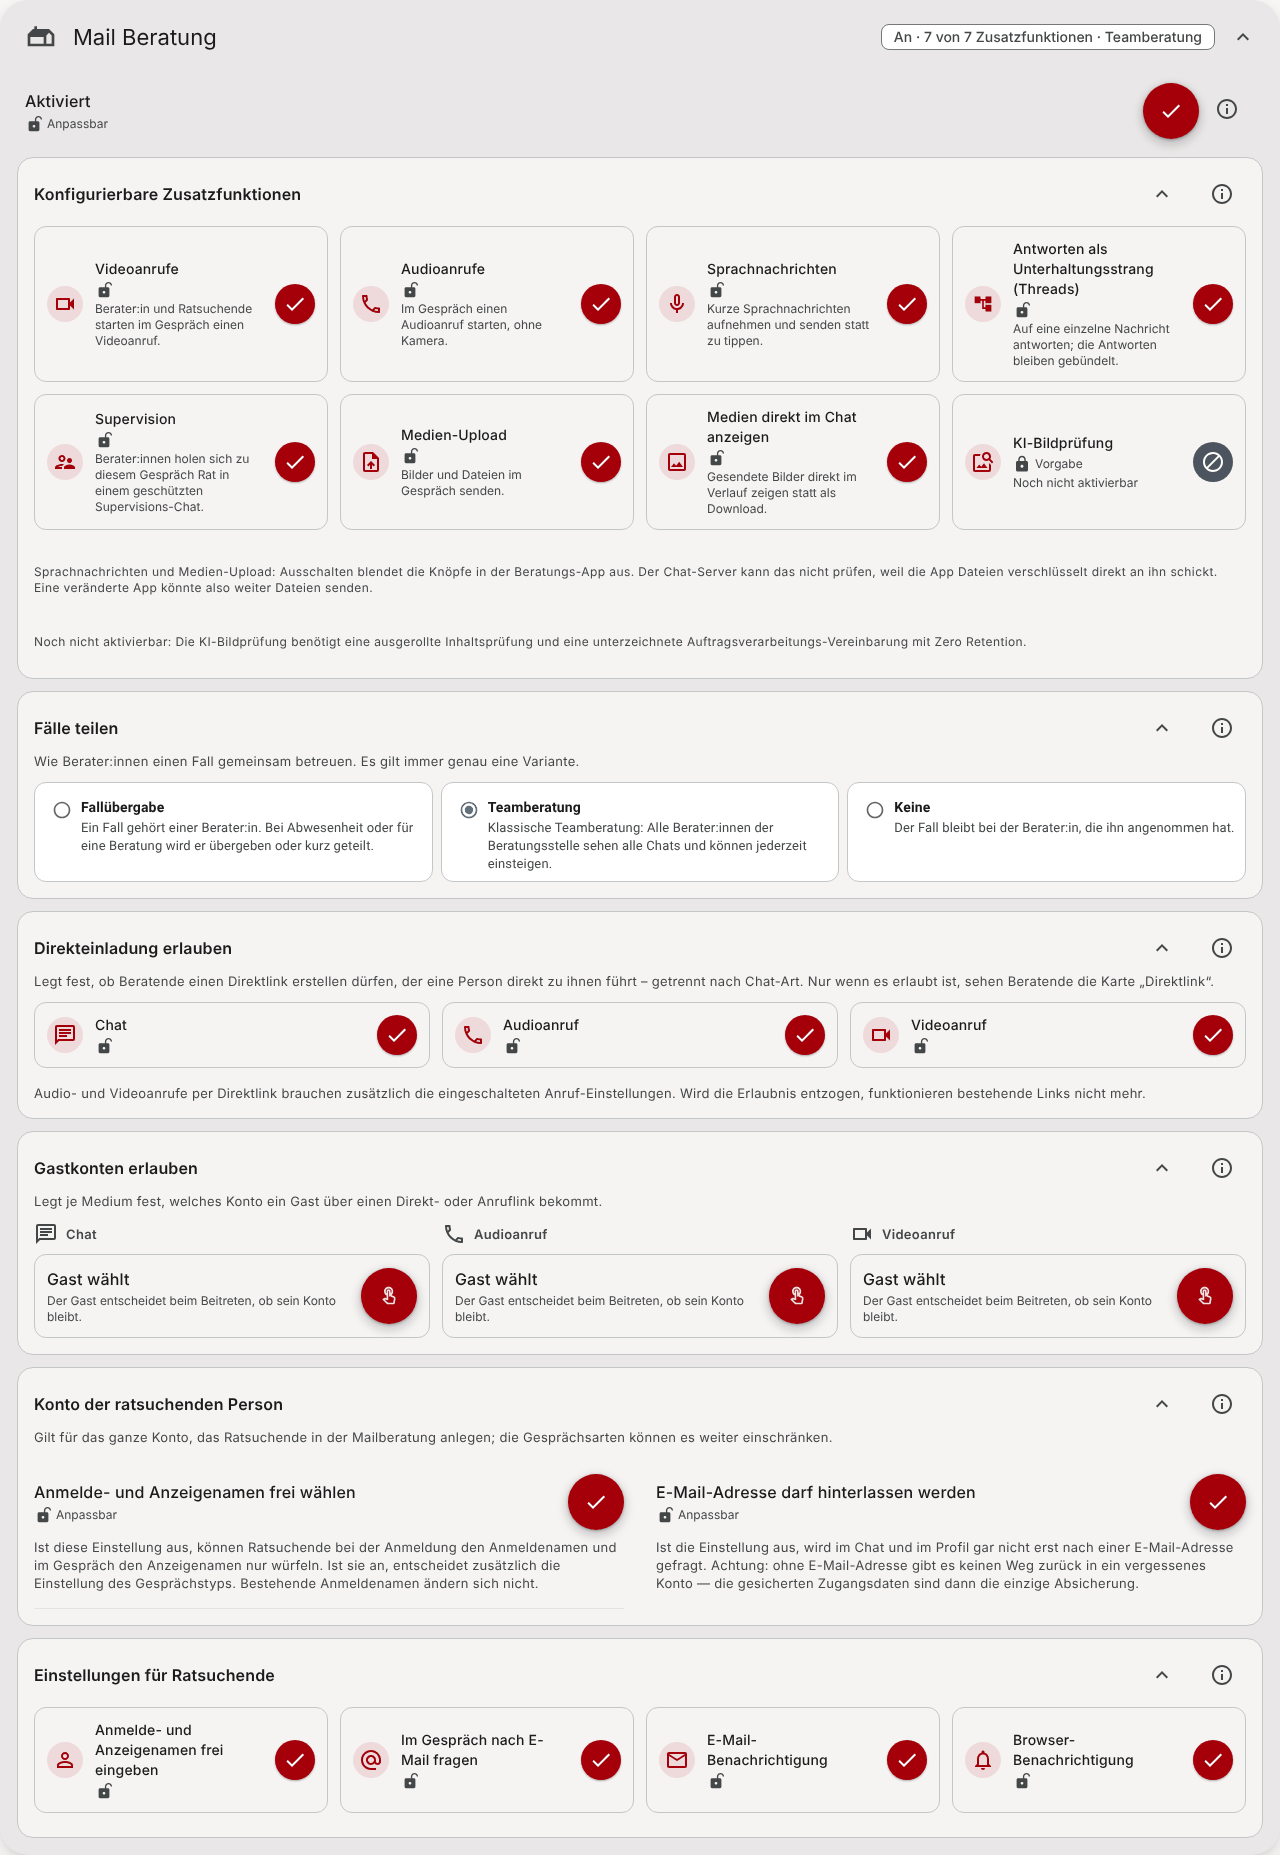 Mail Beratung
An · 7 von 7 Zusatzfunktionen · Teamberatung
Aktiviert
Anpassbar
Konfigurierbare Zusatzfunktionen
Videoanrufe
Berater:in und Ratsuchende
starten im Gespräch einen
Videoanruf.
Audioanrufe
Im Gespräch einen
Audioanruf starten, ohne
Kamera.
Sprachnachrichten
Kurze Sprachnachrichten
aufnehmen und senden statt
zu tippen.
Antworten als
Unterhaltungsstrang
(Threads)
Auf eine einzelne Nachricht
antworten; die Antworten
bleiben gebündelt.
Supervision
Berater:innen holen sich zu
diesem Gespräch Rat in
einem geschützten
Supervisions-Chat.
Medien-Upload
Bilder und Dateien im
Gespräch senden.
Medien direkt im Chat
anzeigen
Gesendete Bilder direkt im
Verlauf zeigen statt als
Download.
KI-Bildprüfung
Vorgabe
Noch nicht aktivierbar
Sprachnachrichten und Medien-Upload: Ausschalten blendet die Knöpfe in der Beratungs-App aus. Der Chat-Server kann das nicht prüfen, weil die App Dateien verschlüsselt direkt an ihn schickt.
Eine veränderte App könnte also weiter Dateien senden.
Noch nicht aktivierbar: Die KI-Bildprüfung benötigt eine ausgerollte Inhaltsprüfung und eine unterzeichnete Auftragsverarbeitungs-Vereinbarung mit Zero Retention.
Fälle teilen
Wie Berater:innen einen Fall gemeinsam betreuen. Es gilt immer genau eine Variante.
Fallübergabe
Ein Fall gehört einer Berater:in. Bei Abwesenheit oder für
eine Beratung wird er übergeben oder kurz geteilt.
Teamberatung
Klassische Teamberatung: Alle Berater:innen der
Beratungsstelle sehen alle Chats und können jederzeit
einsteigen.
Keine
Der Fall bleibt bei der Berater:in, die ihn angenommen hat.
Direkteinladung erlauben
Legt fest, ob Beratende einen Direktlink erstellen dürfen, der eine Person direkt zu ihnen führt – getrennt nach Chat-Art. Nur wenn es erlaubt ist, sehen Beratende die Karte „Direktlink“.
Chat
Audioanruf
Videoanruf
Audio- und Videoanrufe per Direktlink brauchen zusätzlich die eingeschalteten Anruf-Einstellungen. Wird die Erlaubnis entzogen, funktionieren bestehende Links nicht mehr.
Gastkonten erlauben
Legt je Medium fest, welches Konto ein Gast über einen Direkt- oder Anruflink bekommt.
Chat
Gast wählt
Der Gast entscheidet beim Beitreten, ob sein Konto
bleibt.
Audioanruf
Gast wählt
Der Gast entscheidet beim Beitreten, ob sein Konto
bleibt.
Videoanruf
Gast wählt
Der Gast entscheidet beim Beitreten, ob sein Konto
bleibt.
Konto der ratsuchenden Person
Gilt für das ganze Konto, das Ratsuchende in der Mailberatung anlegen; die Gesprächsarten können es weiter einschränken.
Anmelde- und Anzeigenamen frei wählen
Anpassbar
Ist diese Einstellung aus, können Ratsuchende bei der Anmeldung den Anmeldenamen und
im Gespräch den Anzeigenamen nur würfeln. Ist sie an, entscheidet zusätzlich die
Einstellung des Gesprächstyps. Bestehende Anmeldenamen ändern sich nicht.
E-Mail-Adresse darf hinterlassen werden
Anpassbar
Ist die Einstellung aus, wird im Chat und im Profil gar nicht erst nach einer E-Mail-Adresse
gefragt. Achtung: ohne E-Mail-Adresse gibt es keinen Weg zurück in ein vergessenes
Konto — die gesicherten Zugangsdaten sind dann die einzige Absicherung.
Einstellungen für Ratsuchende
Anmelde- und
Anzeigenamen frei
eingeben
Im Gespräch nach E-
Mail fragen
E-Mail-
Benachrichtigung
Browser-
Benachrichtigung